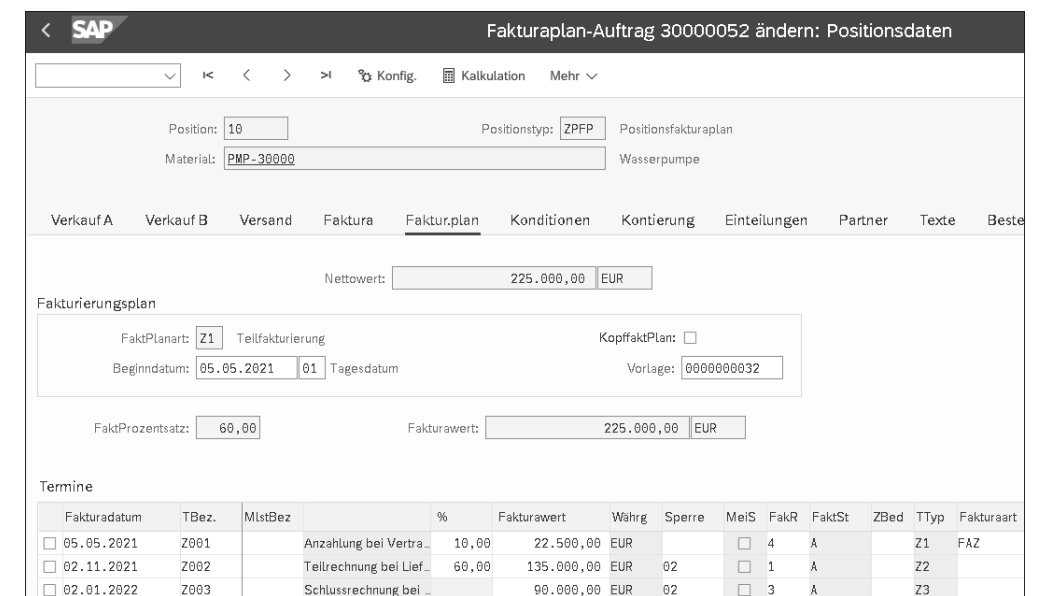 SAP Fakturaplan-Auftrag 30000052 ändern: Positionsdaten
Konfig. Kalkulation Mehr
Position: 10 Positionstyp: ZPFP Positionsfakturaplan
Material: PMP-30000 Wasserpumpe
Verkauf A Verkauf B Versand Faktura Faktur.plan Konditionen Kontierung Einteilungen Partner Texte Beste
Nettowert: 225.000,00 EUR
Fakturierungsplan
FaktPlanart: Z1 Teilfakturierung KopffaktPlan:
Beginndatum: 05.05.2021 01 Tagesdatum Vorlage: 0000000032
FaktProzentsatz: 60,00 Fakturawert: 225.000,00 EUR
Termine
Fakturadatum TBez. MlstBez % Fakturawert Währg Sperre MeiS FakR FaktSt ZBed TTyp Fakturaart
05.05.2021 Z001 Anzahlung bei Vertra… 10,00 22.500,00 EUR 4 A Z1 FAZ
02.11.2021 Z002 Teilrechnung bei Lief… 60,00 135.000,00 EUR 02 1 A Z2
02.01.2022 Z003 Schlussrechnung bei … 90.000,00 EUR 02 3 A Z3